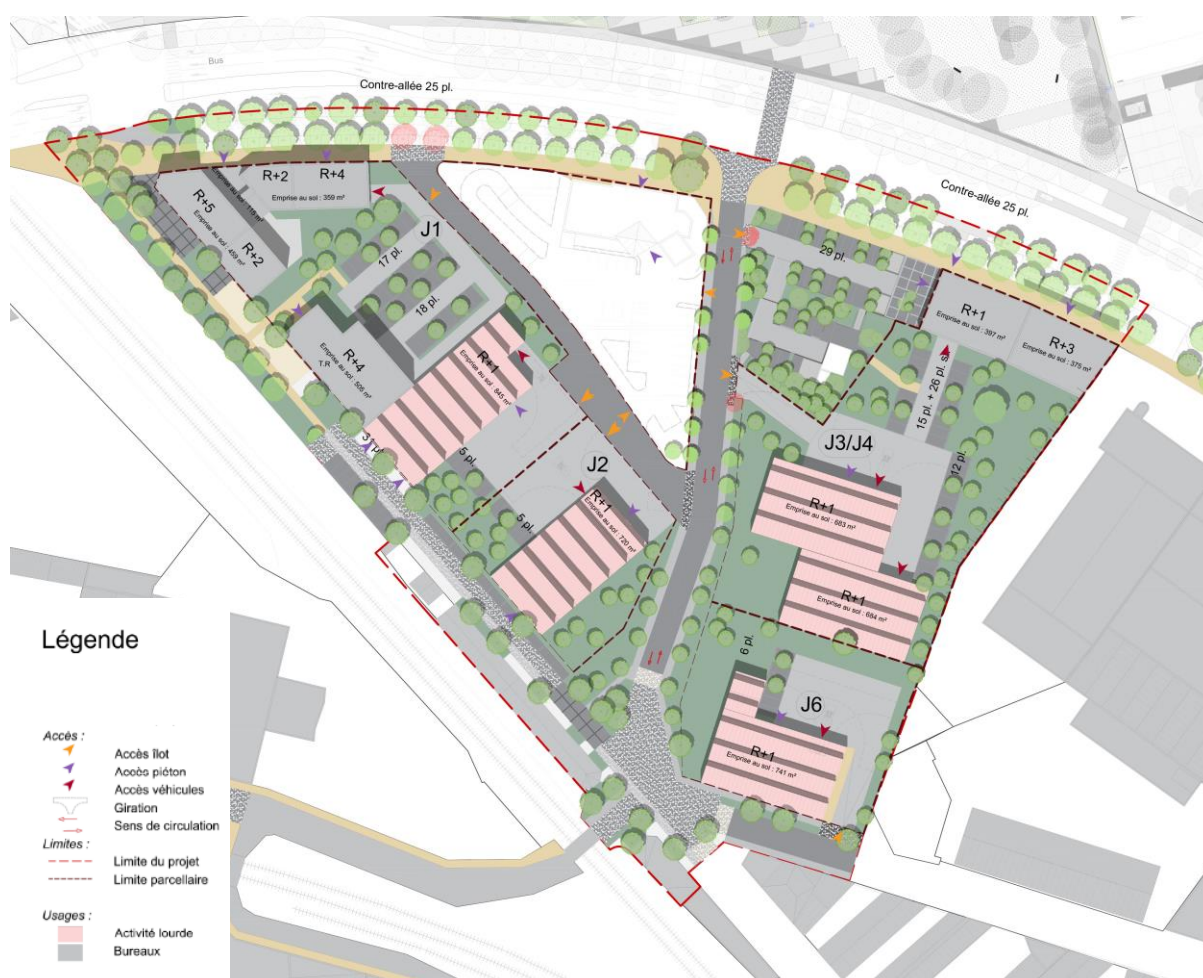 Bus
Contre-allée 25 pl.
Contre-allée 25 pl.
R+2
R+4
Emprise au sol : 359 m²
R+5
Emprise au sol : 459 m²
R+2
J1
17 pl.
18 pl.
R+4
T.R
Emprise au sol : 505 m²
R+1
Emprise au sol : 845 m²
5 pl.
J2
5 pl.
R+1
Emprise au sol : 720 m²
29 pl.
R+1
Emprise au sol : 397 m²
R+3
Emprise au sol : 375 m²
15 pl. + 26 pl. s.
12 pl.
J3/J4
R+1
Emprise au sol : 683 m²
R+1
Emprise au sol : 684 m²
6 pl.
J6
R+1
Emprise au sol : 741 m²
Légende
Accès :
Accès îlot
Accès piéton
Accès véhicules
Giration
Sens de circulation
Limites :
Limite du projet
Limite parcellaire
Usages :
Activité lourde
Bureaux